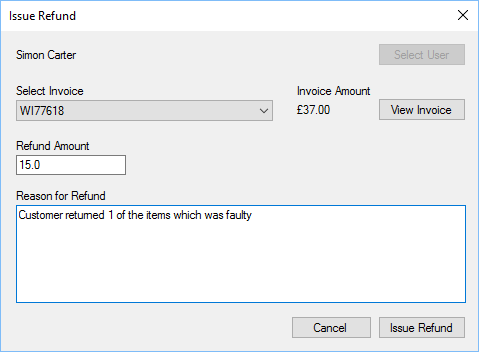 Issue Refund
Simon Carter
Select User
Select Invoice
Invoice Amount
WI77618
£37.00
View Invoice
Refund Amount
15.0
Reason for Refund
Customer returned 1 of the items which was faulty
Cancel
Issue Refund